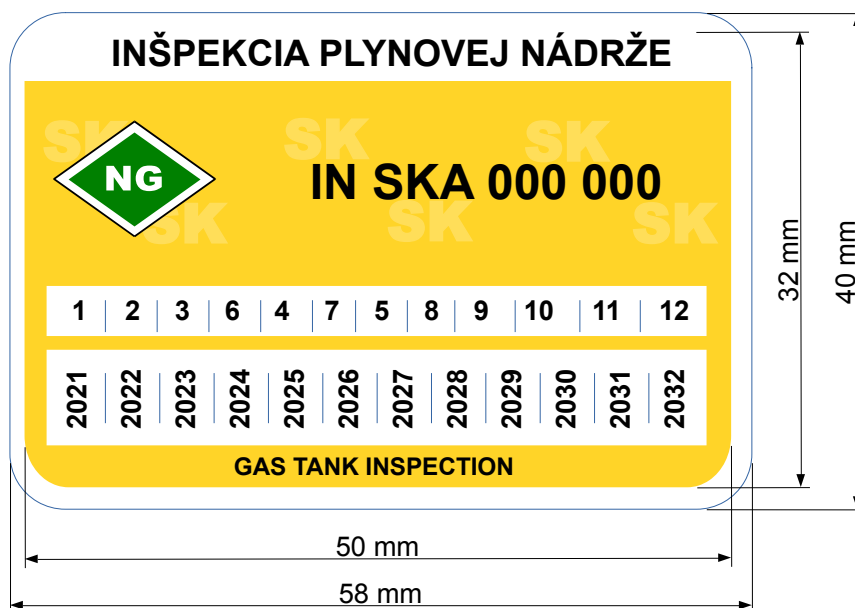 INŠPEKCIA PLYNOVEJ NÁDRŽE
SK SK SK
NG
IN SKA 000 000
SK SK SK
1 2 3 6 4 7 5 8 9 10 11 12
2021 2022 2023 2024 2025 2026 2027 2028 2029 2030 2031 2032
GAS TANK INSPECTION
32 mm
40 mm
50 mm
58 mm